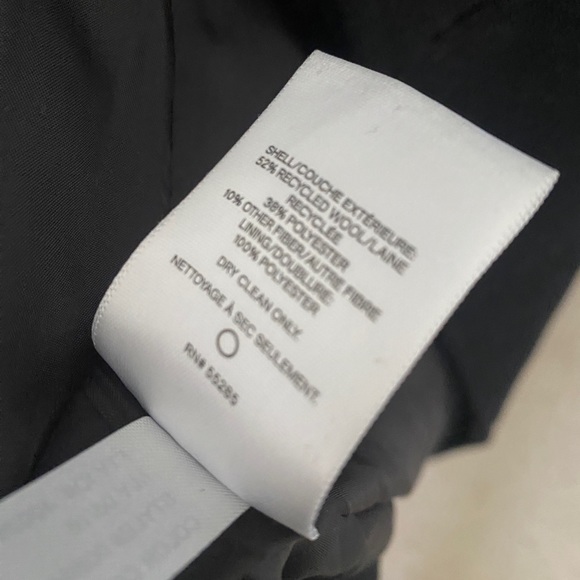 SHELL/COUCHE EXTÉRIEURE:
52% RECYCLED WOOL/LAINE
RECYCLÉE
38% POLYESTER
10% OTHER FIBER/AUTRE FIBRE
LINING/DOUBLURE:
100% POLYESTER
DRY CLEAN ONLY.
NETTOYAGE À SEC SEULEMENT.
RN# 55285